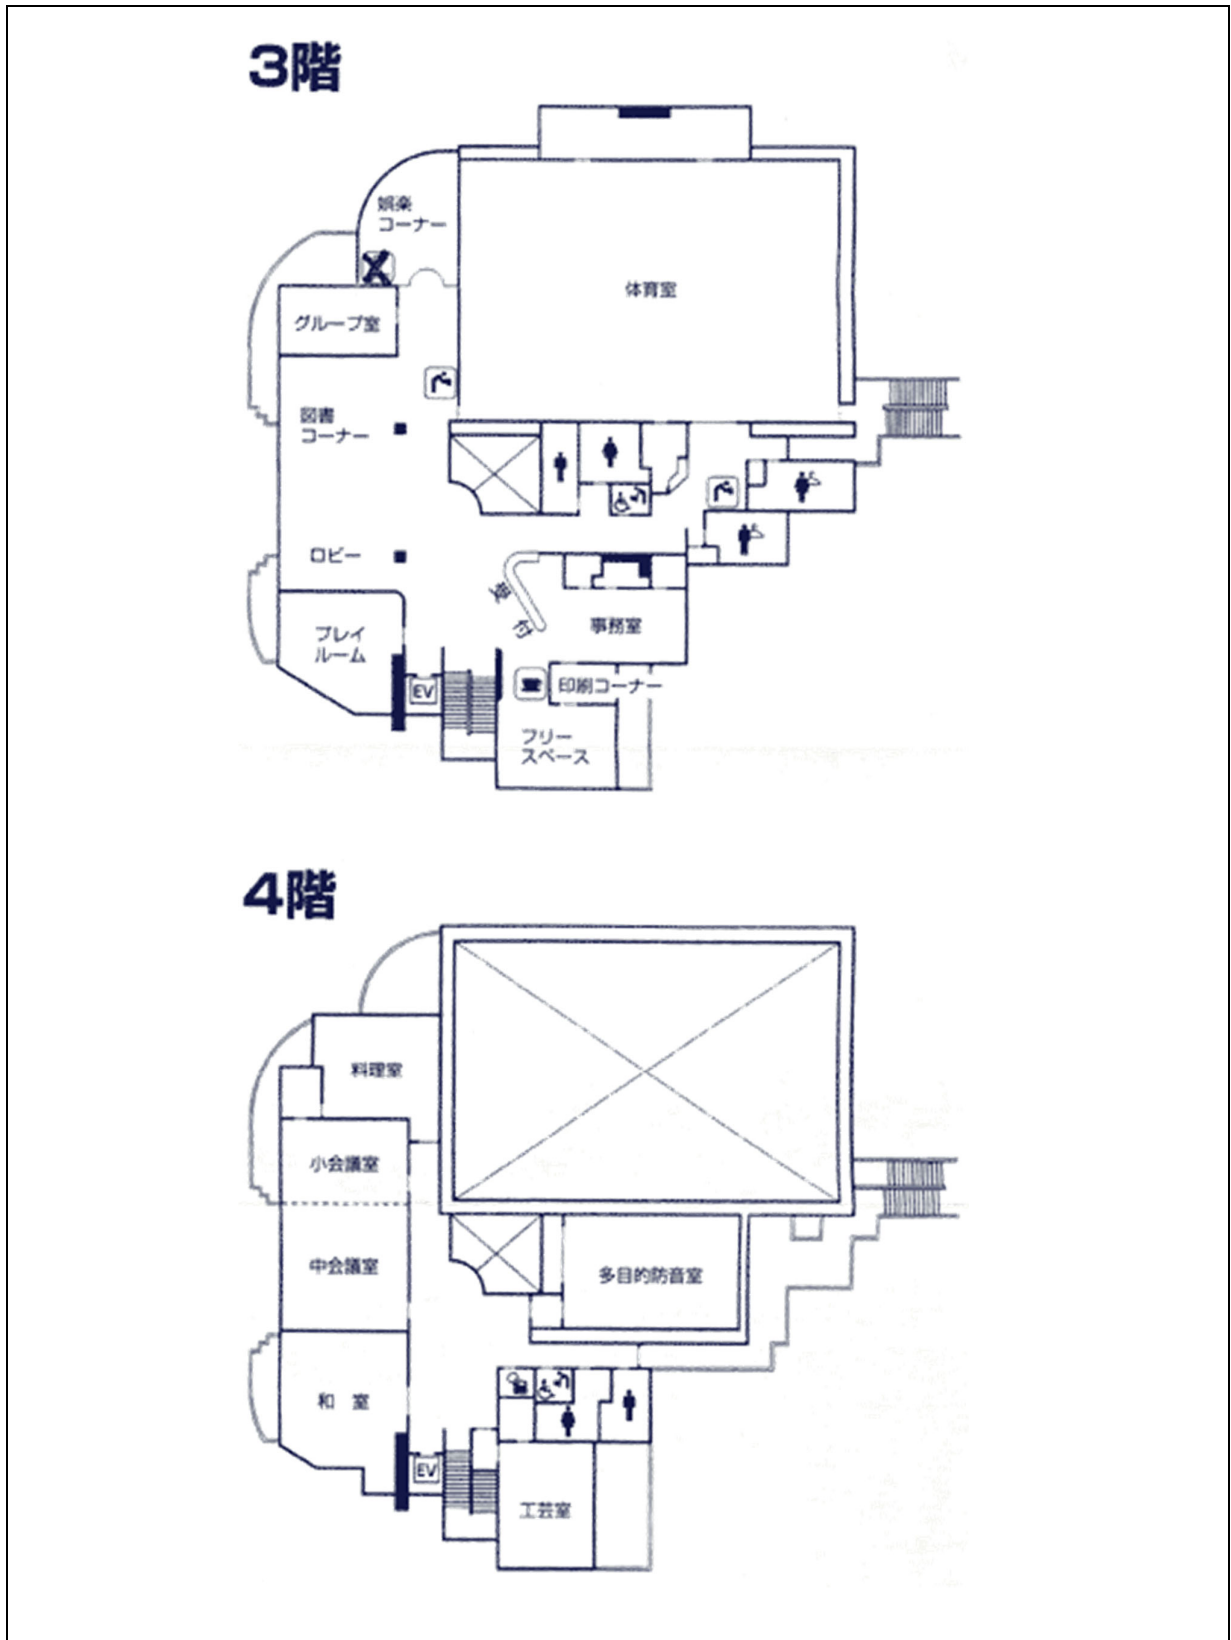 3階
娯楽
コーナー
体育室
グループ室
図書
コーナー
ロビー
受付
事務室
プレイ
ルーム
EV
印刷コーナー
フリー
スペース
4階
料理室
小会議室
中会議室
多目的防音室
和 室
EV
工芸室